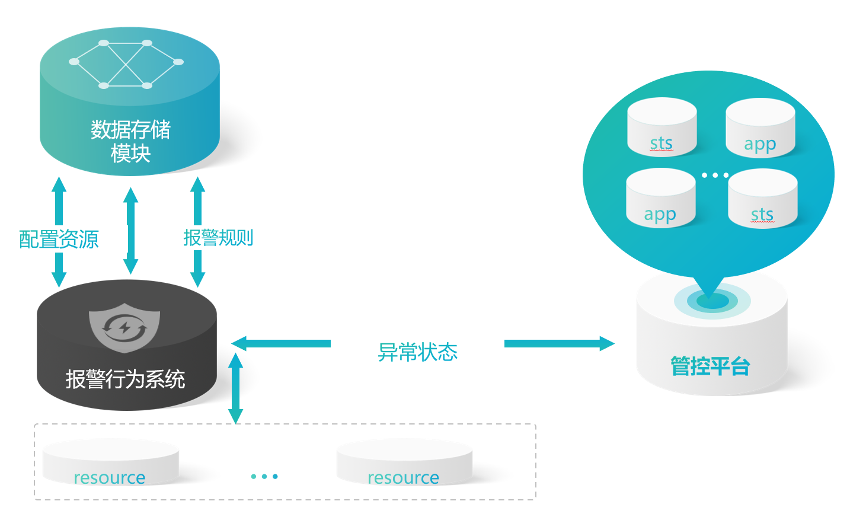 数据存储
模块
sts
app
app
sts
配置资源
报警规则
报警行为系统
异常状态
管控平台
resource
resource